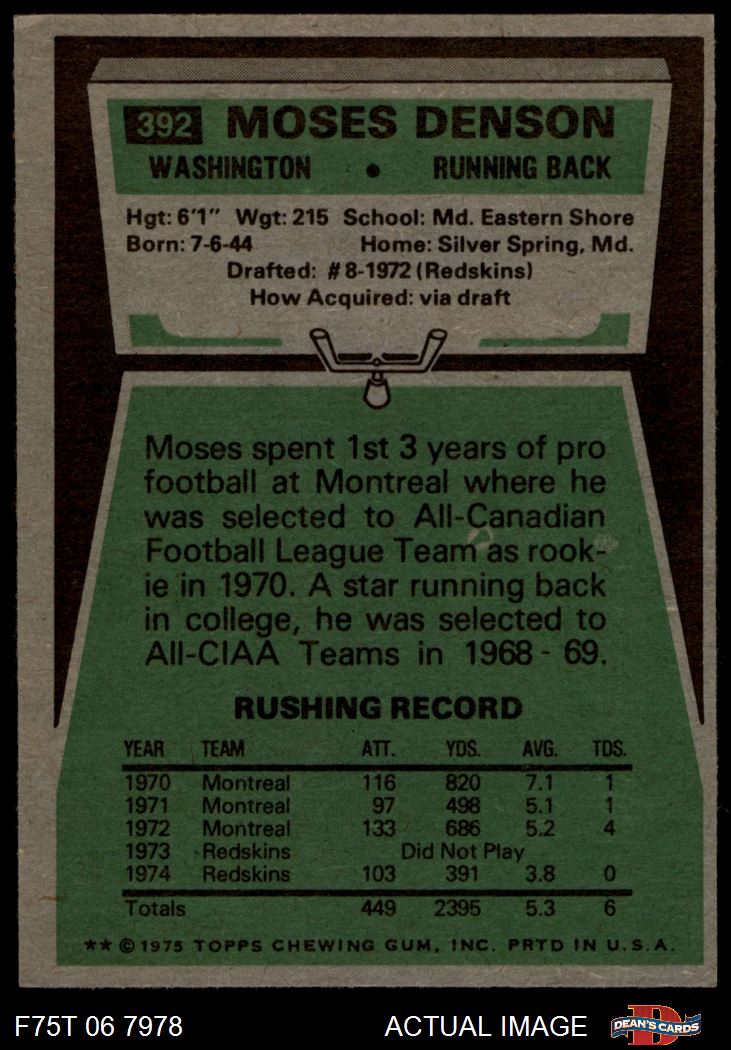 392 MOSES DENSON
WASHINGTON • RUNNING BACK
Hgt: 6'1" Wgt: 215 School: Md. Eastern Shore
Born: 7-6-44 Home: Silver Spring, Md.
Drafted: #8-1972 (Redskins)
How Acquired: via draft
Moses spent 1st 3 years of pro
football at Montreal where he
was selected to All-Canadian
Football League Team as rook-
ie in 1970. A star running back
in college, he was selected to
All-CIAA Teams in 1968 - 69.
RUSHING RECORD
YEAR TEAM ATT. YDS. AVG. TDS.
1970 Montreal 116 820 7.1 1
1971 Montreal 97 498 5.1 1
1972 Montreal 133 686 5.2 4
1973 Redskins Did Not Play
1974 Redskins 103 391 3.8 0
Totals 449 2395 5.3 6
** © 1975 TOPPS CHEWING GUM, INC. PRTD IN U.S.A.
F75T 06 7978 ACTUAL IMAGE D DEAN'S CARDS